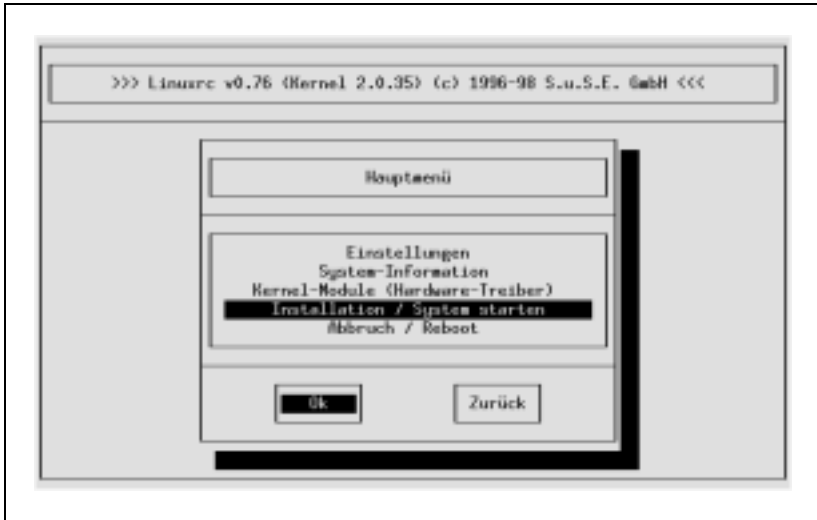 >>> Linuxrc v0.76 (Kernel 2.0.35) (c) 1996-98 S.u.S.E. GmbH <<<
Hauptmenü
Einstellungen
System-Information
Kernel-Module (Hardware-Treiber)
Installation / System starten
Abbruch / Reboot
Ok Zurück